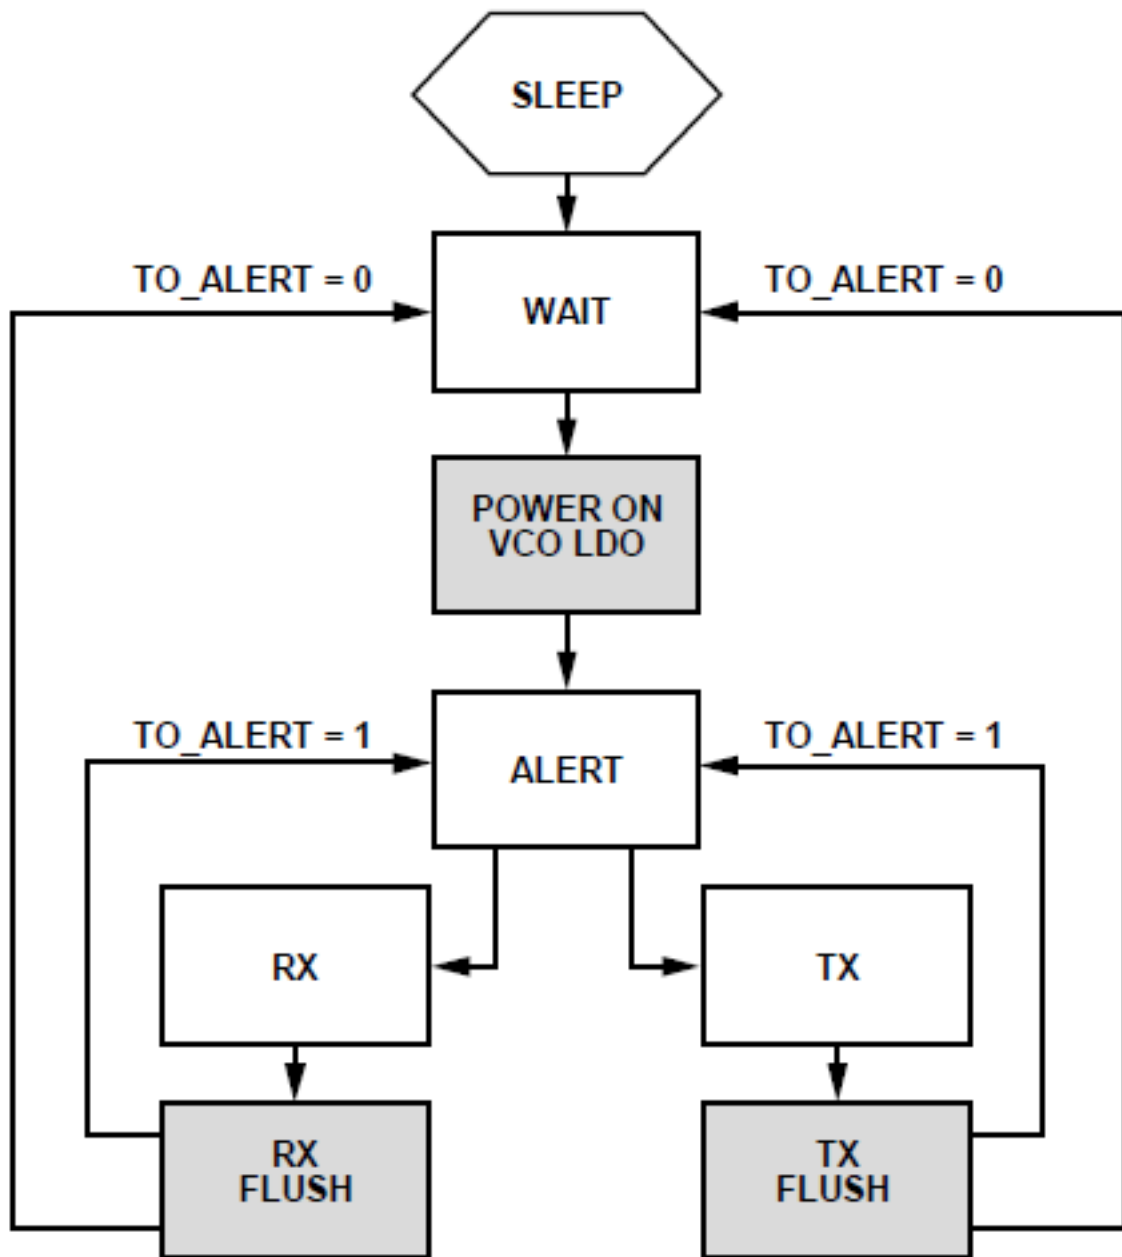 SLEEP
TO_ALERT = 0
TO_ALERT = 0
WAIT
POWER ON
VCO LDO
TO_ALERT = 1
TO_ALERT = 1
ALERT
RX
TX
RX
FLUSH
TX
FLUSH